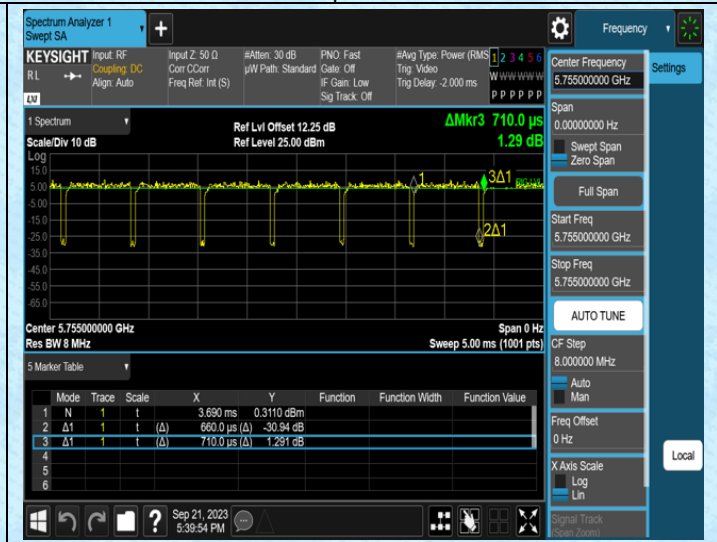 Spectrum Analyzer 1
Swept SA
Frequency
KEYSIGHT
RL
LXI
Input: RF
Coupling: DC
Align: Auto
Input Z: 50 Ω
Corr CCorr
Freq Ref: Int (S)
#Atten: 30 dB
µW Path: Standard
PNO: Fast
Gate: Off
IF Gain: Low
Sig Track: Off
#Avg Type: Power (RMS
Trig: Video
Trig Delay: -2.000 ms
1 2 3 4 5 6
W W W W W W
P P P P P P
1 Spectrum
Scale/Div 10 dB
Ref Lvl Offset 12.25 dB
Ref Level 25.00 dBm
ΔMkr3 710.0 µs
1.29 dB
Log
15.0
5.00
-5.00
-15.0
-25.0
-35.0
-45.0
-55.0
-65.0
1
3Δ1
2Δ1
Center 5.755000000 GHz
Res BW 8 MHz
Span 0 Hz
Sweep 5.00 ms (1001 pts)
5 Marker Table
Mode Trace Scale X Y Function Function Width Function Value
1 N 1 t 3.690 ms 0.3110 dBm
2 Δ1 1 t (Δ) 660.0 µs (Δ) -30.94 dB
3 Δ1 1 t (Δ) 710.0 µs (Δ) 1.291 dB
4
5
6
Sep 21, 2023
5:39:54 PM
Center Frequency
5.755000000 GHz
Span
0.00000000 Hz
Swept Span
Zero Span
Full Span
Start Freq
5.755000000 GHz
Stop Freq
5.755000000 GHz
AUTO TUNE
CF Step
8.000000 MHz
Auto
Man
Freq Offset
0 Hz
X Axis Scale
Log
Lin
Signal Track
(Span Zoom)
Settings
Local